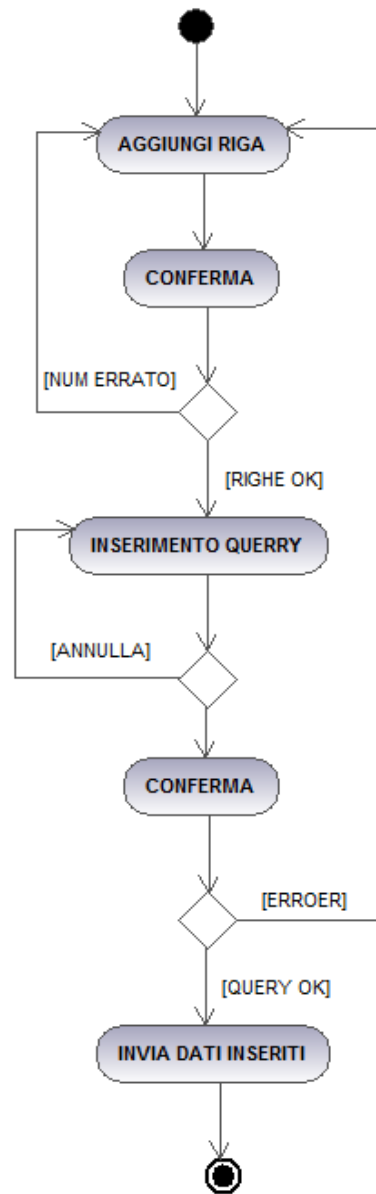 AGGIUNGI RIGA
CONFERMA
[NUM ERRATO]
[RIGHE OK]
INSERIMENTO QUERRY
[ANNULLA]
CONFERMA
[ERROER]
[QUERY OK]
INVIA DATI INSERITI